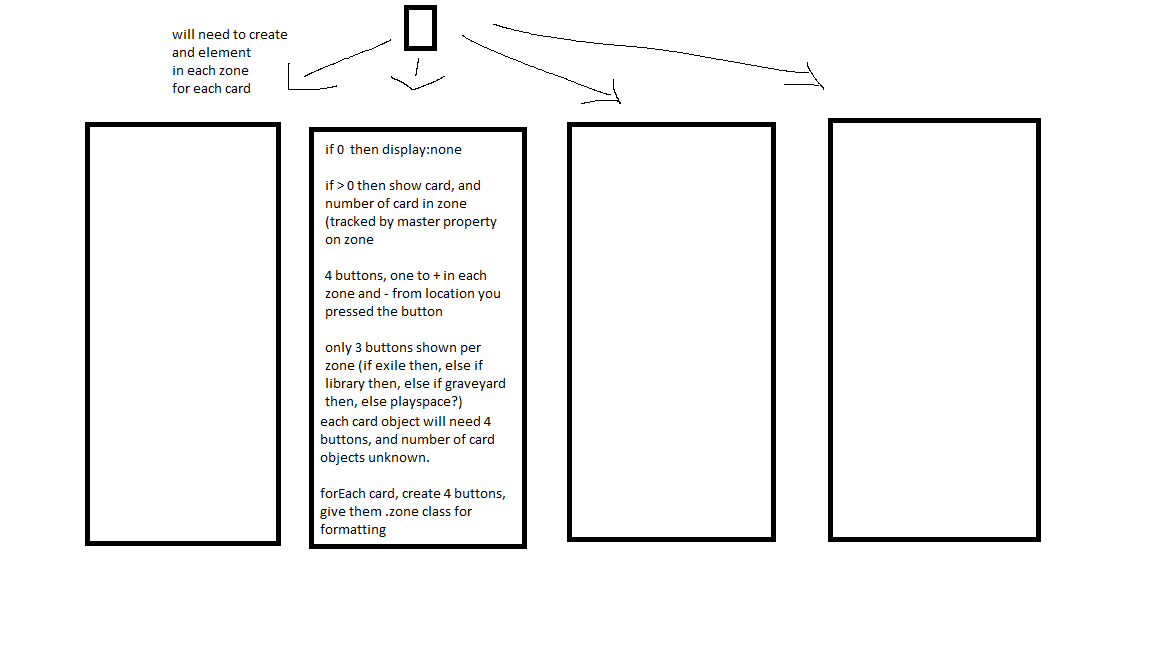 will need to create
and element
in each zone
for each card
if 0 then display:none
if > 0 then show card, and
number of card in zone
(tracked by master property
on zone
4 buttons, one to + in each
zone and - from location you
pressed the button
only 3 buttons shown per
zone (if exile then, else if
library then, else if graveyard
then, else playspace?)
each card object will need 4
buttons, and number of card
objects unknown.
forEach card, create 4 buttons,
give them .zone class for
formatting